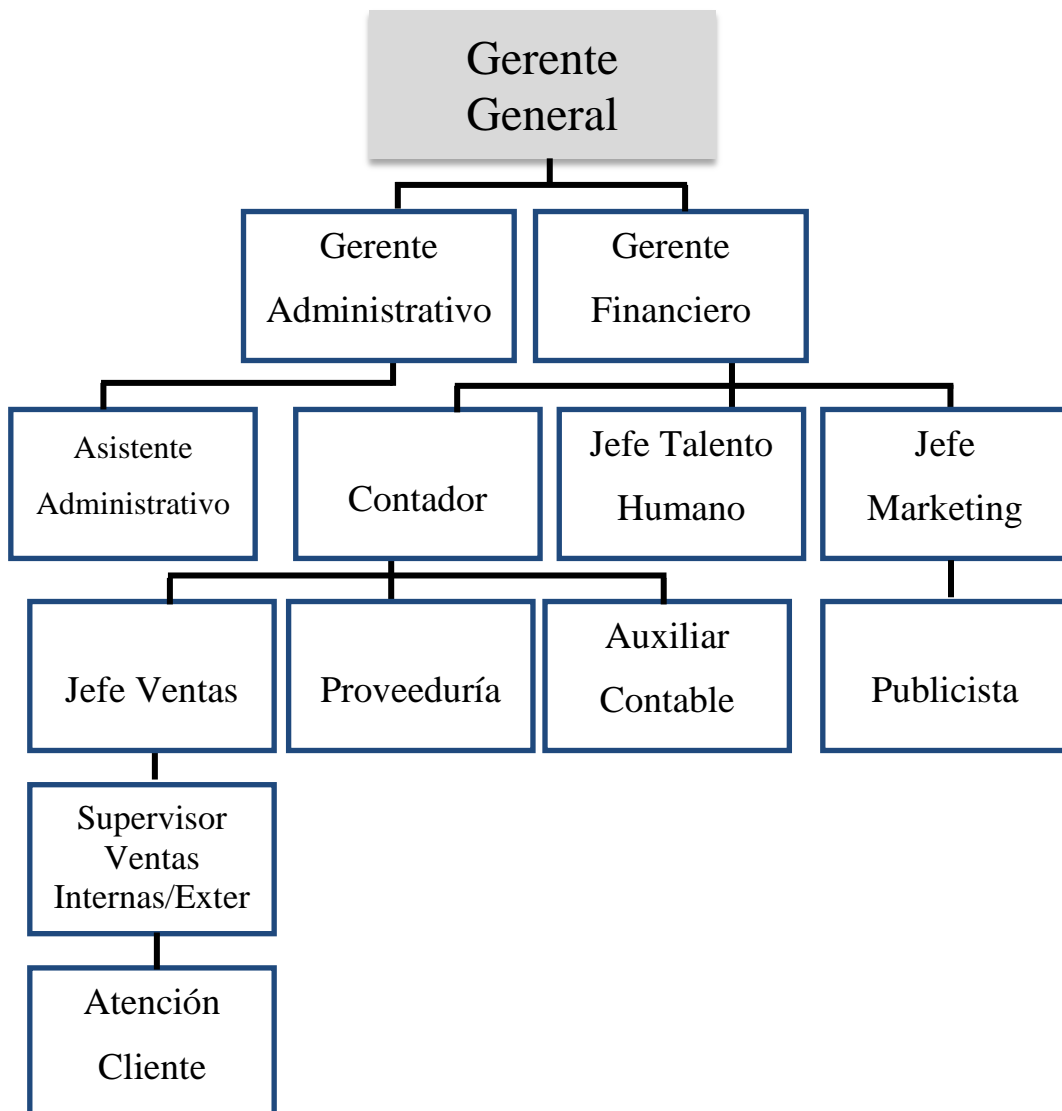 Gerente
General
Gerente
Administrativo
Gerente
Financiero
Asistente
Administrativo
Contador
Jefe Talento
Humano
Jefe
Marketing
Jefe Ventas
Proveeduría
Auxiliar
Contable
Publicista
Supervisor
Ventas
Internas/Exter
Atención
Cliente